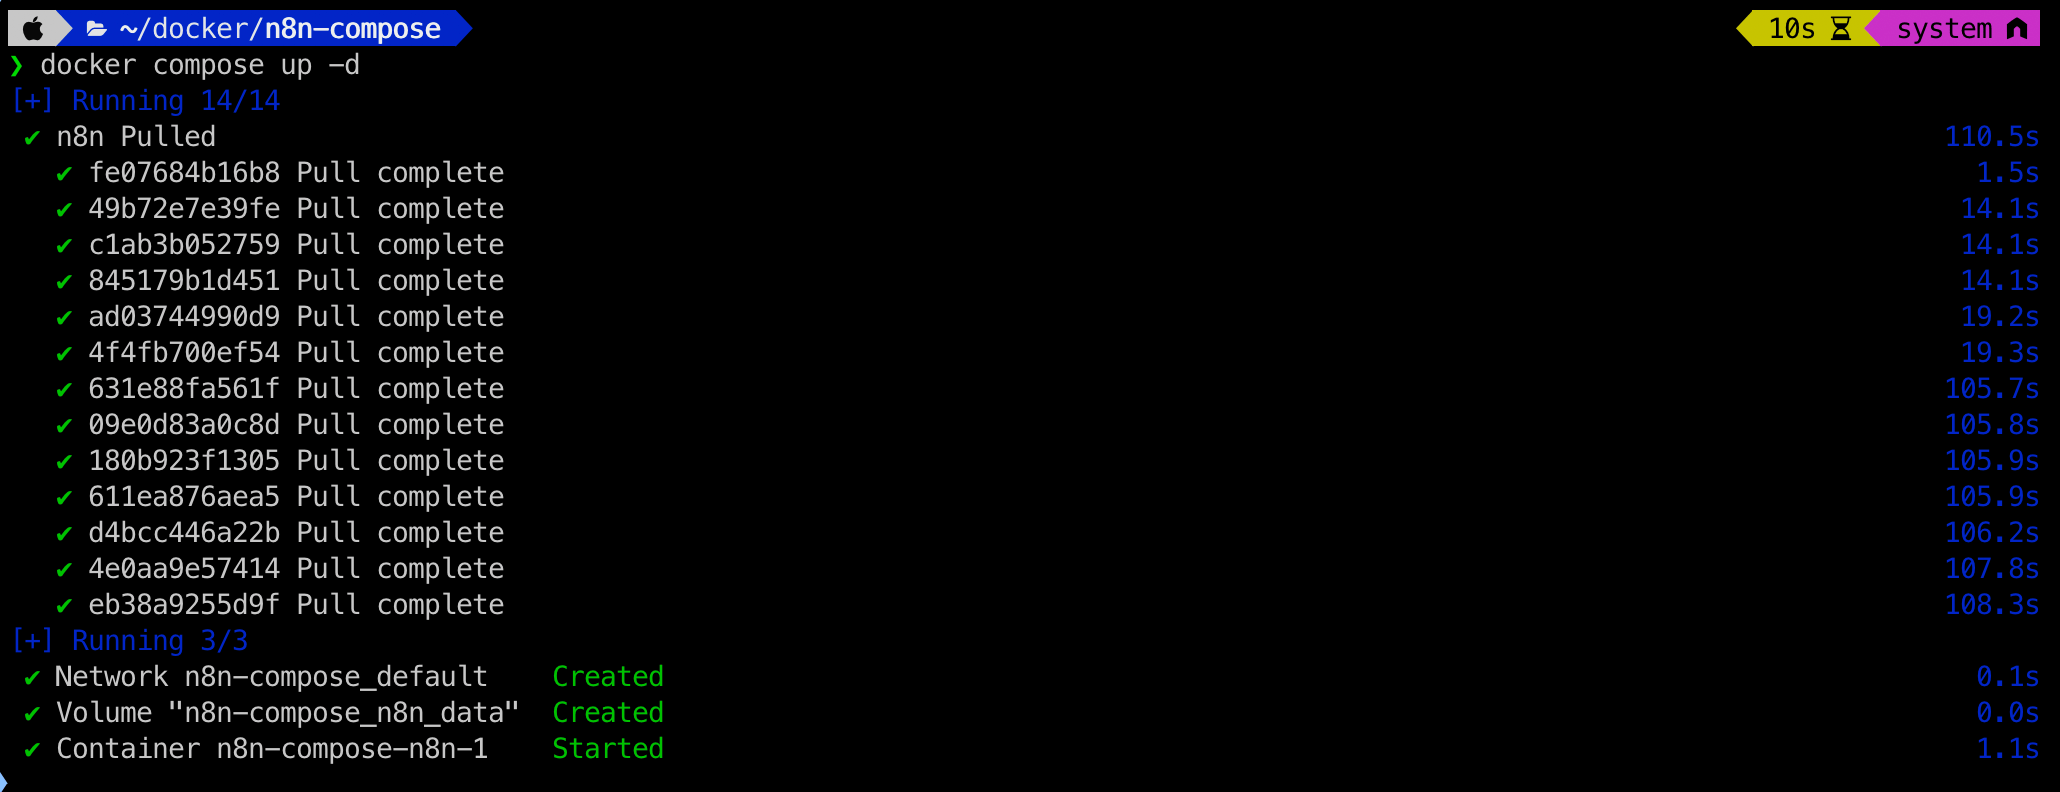 ~/docker/n8n-compose 10s system
❯ docker compose up -d
[+] Running 14/14
✔ n8n Pulled 110.5s
✔ fe07684b16b8 Pull complete 1.5s
✔ 49b72e7e39fe Pull complete 14.1s
✔ c1ab3b052759 Pull complete 14.1s
✔ 845179b1d451 Pull complete 14.1s
✔ ad03744990d9 Pull complete 19.2s
✔ 4f4fb700ef54 Pull complete 19.3s
✔ 631e88fa561f Pull complete 105.7s
✔ 09e0d83a0c8d Pull complete 105.8s
✔ 180b923f1305 Pull complete 105.9s
✔ 611ea876aea5 Pull complete 105.9s
✔ d4bcc446a22b Pull complete 106.2s
✔ 4e0aa9e57414 Pull complete 107.8s
✔ eb38a9255d9f Pull complete 108.3s
[+] Running 3/3
✔ Network n8n-compose_default Created 0.1s
✔ Volume "n8n-compose_n8n_data" Created 0.0s
✔ Container n8n-compose-n8n-1 Started 1.1s